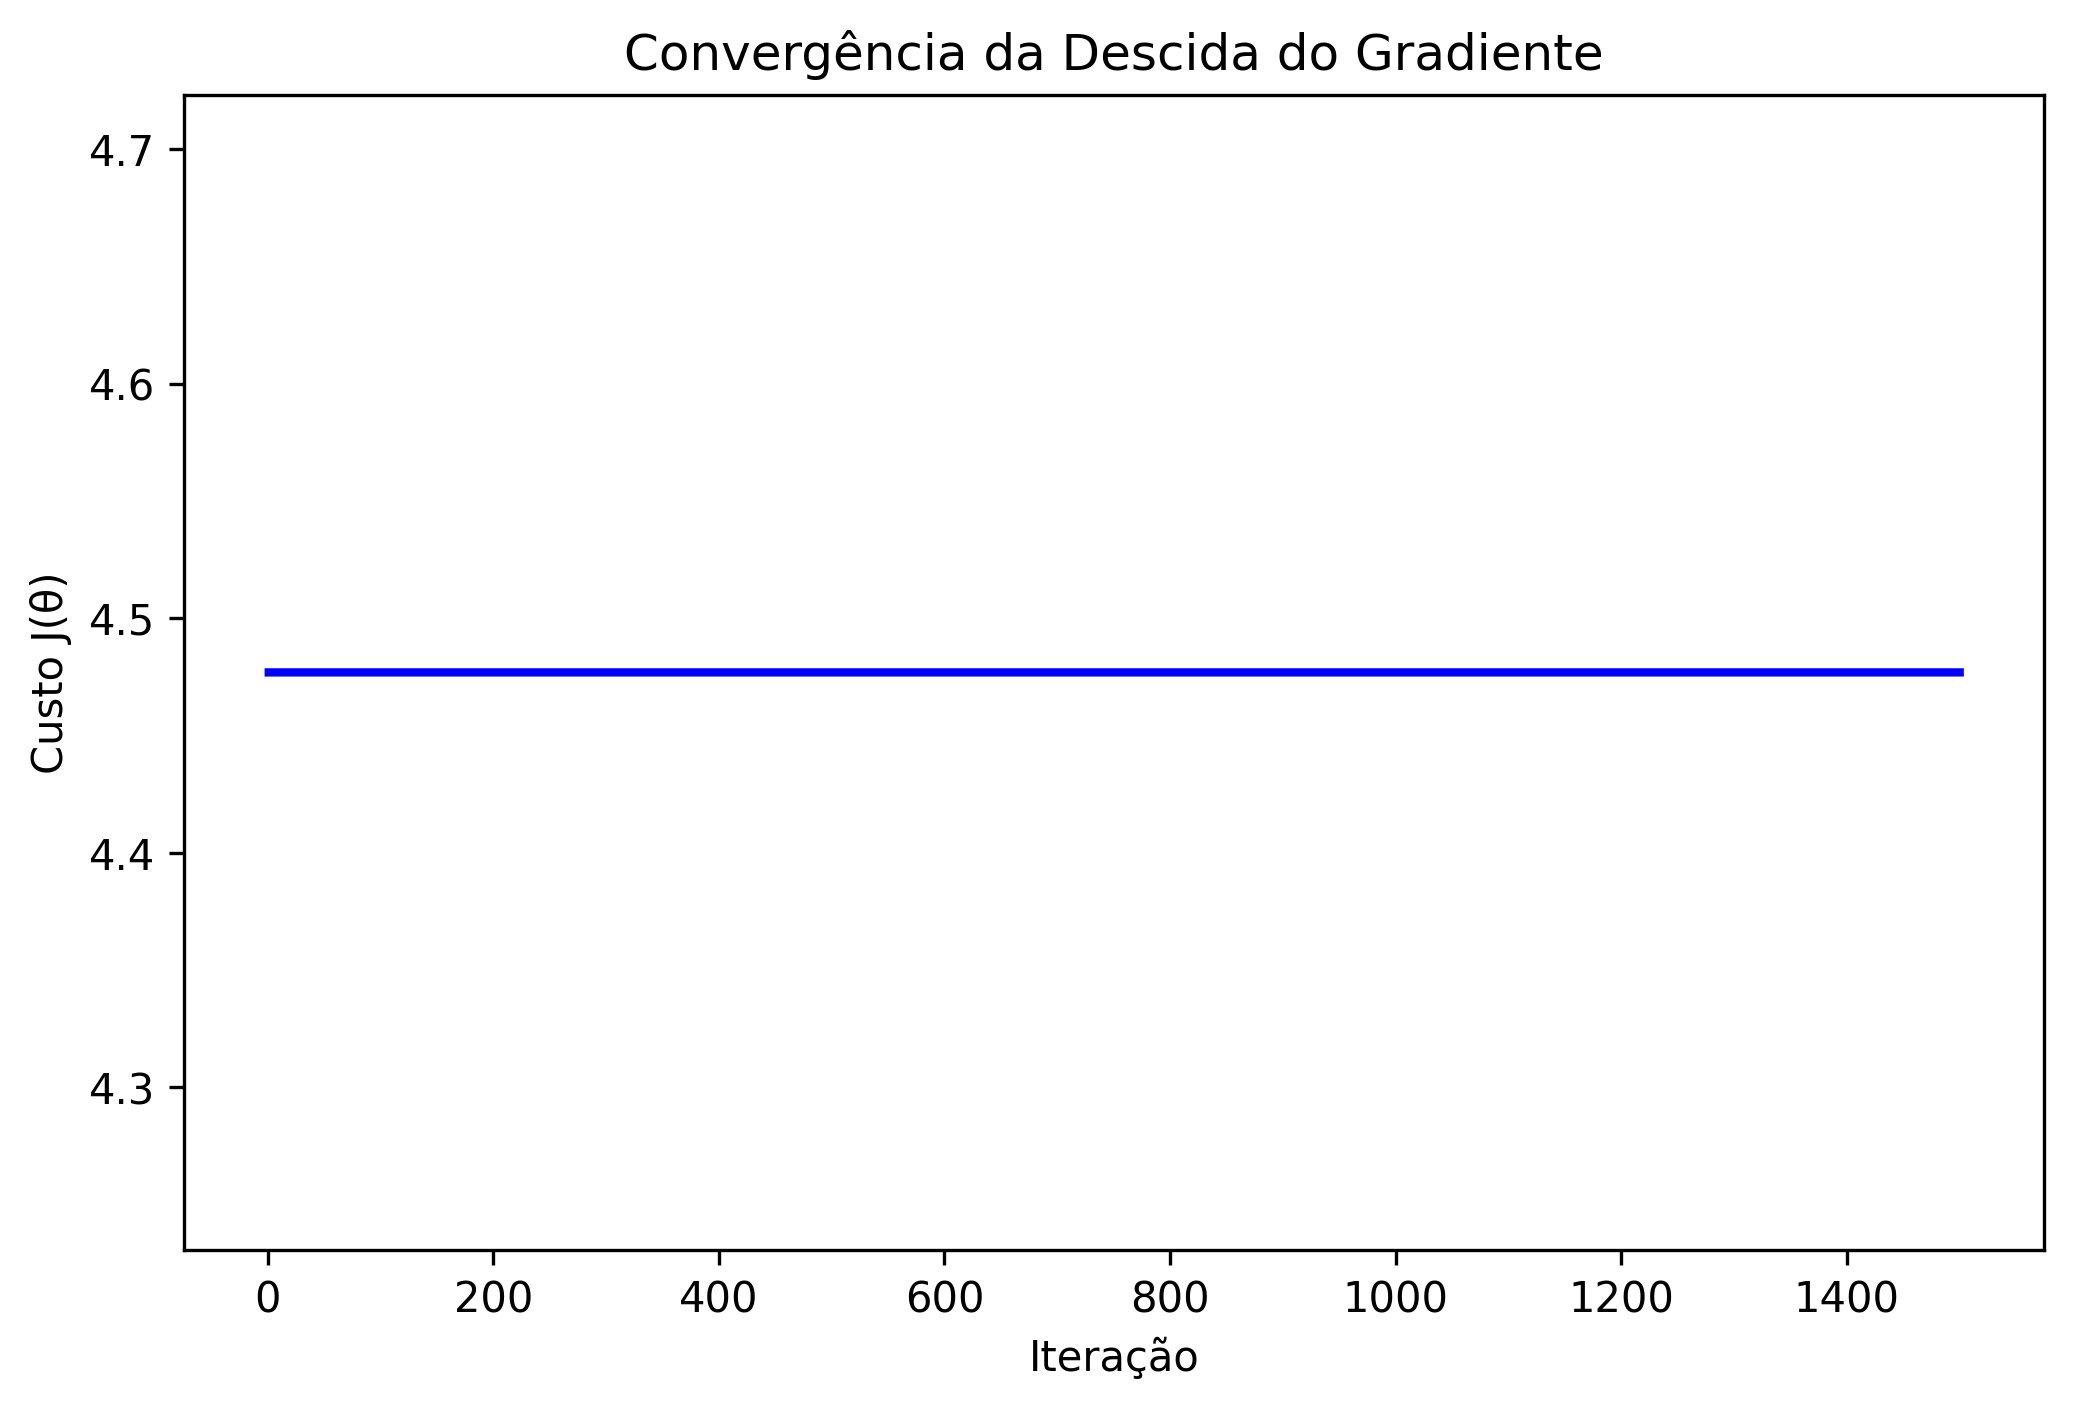 Convergência da Descida do Gradiente
4.7
4.6
4.5
4.4
4.3
Custo J(θ)
0 200 400 600 800 1000 1200 1400
Iteração